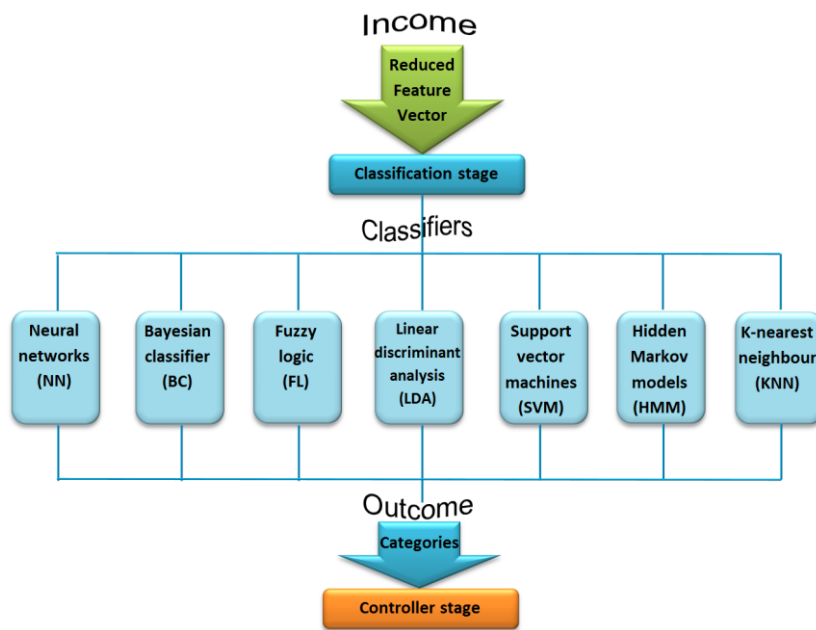 Income
Reduced
Feature
Vector
Classification stage
Classifiers
Neural
networks
(NN)
Bayesian
classifier
(BC)
Fuzzy
logic
(FL)
Linear
discriminant
analysis
(LDA)
Support
vector
machines
(SVM)
Hidden
Markov
models
(HMM)
K-nearest
neighbour
(KNN)
Outcome
Categories
Controller stage